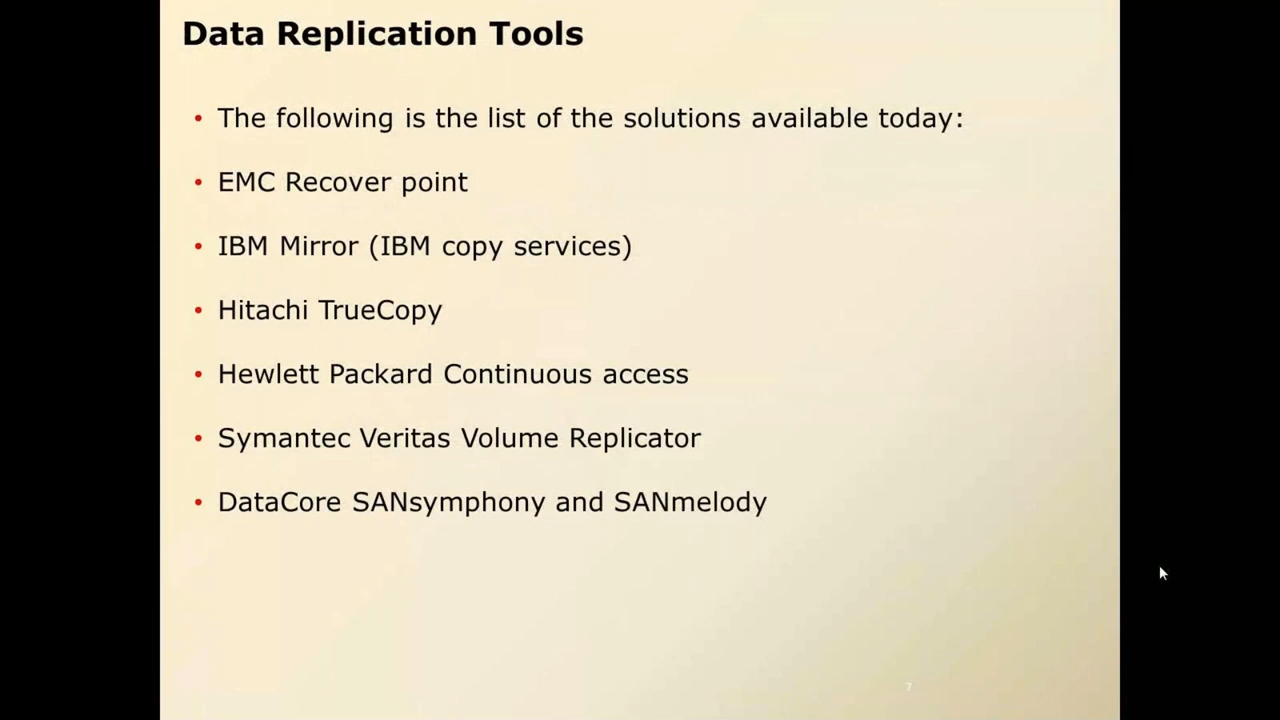 Data Replication Tools
• The following is the list of the solutions available today:
• EMC Recover point
• IBM Mirror (IBM copy services)
• Hitachi TrueCopy
• Hewlett Packard Continuous access
• Symantec Veritas Volume Replicator
• DataCore SANsymphony and SANmelody
7